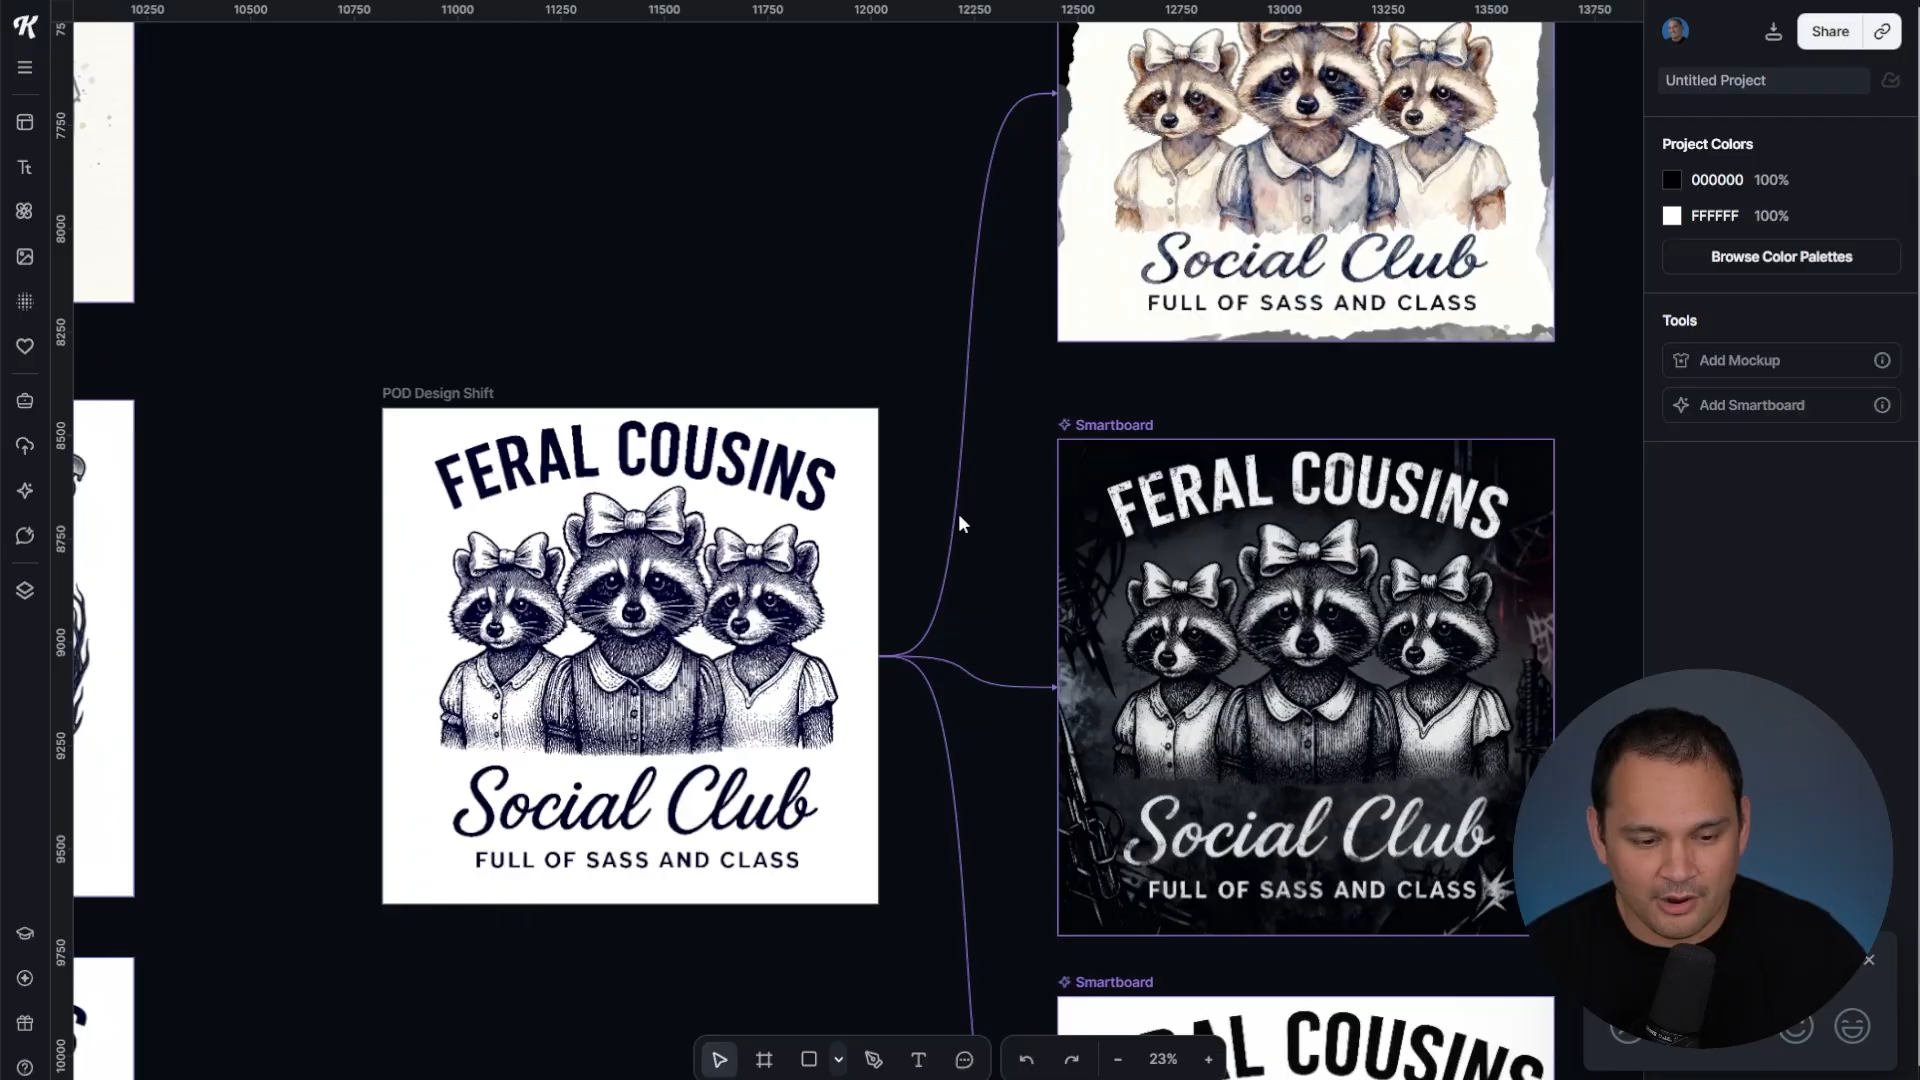 10250 10500 10750 11000 11250 11500 11750 12000 12250 12500 12750 13000 13250 13500 13750
7750
8000
8250
8500
8750
9000
9250
9500
9750
10000
Share
Untitled Project
Project Colors
000000 100%
FFFFFF 100%
Browse Color Palettes
Tools
Add Mockup
Add Smartboard
Social Club
FULL OF SASS AND CLASS
POD Design Shift
FERAL COUSINS
Social Club
FULL OF SASS AND CLASS
Smartboard
FERAL COUSINS
Social Club
FULL OF SASS AND CLASS
Smartboard
AL COUSINS
23%